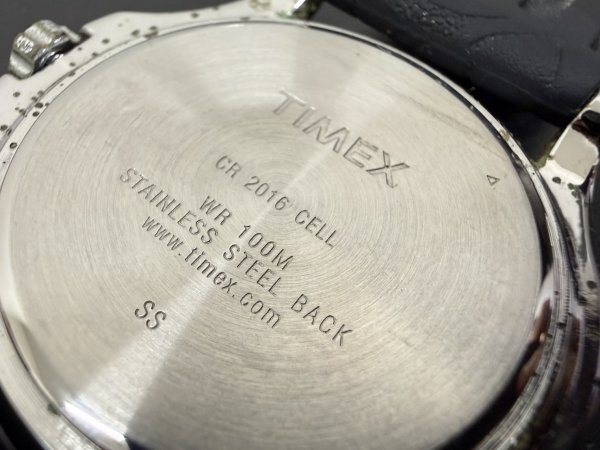 TIMEX
CR 2016 CELL
WR 100M
STAINLESS STEEL BACK
www.timex.com
SS